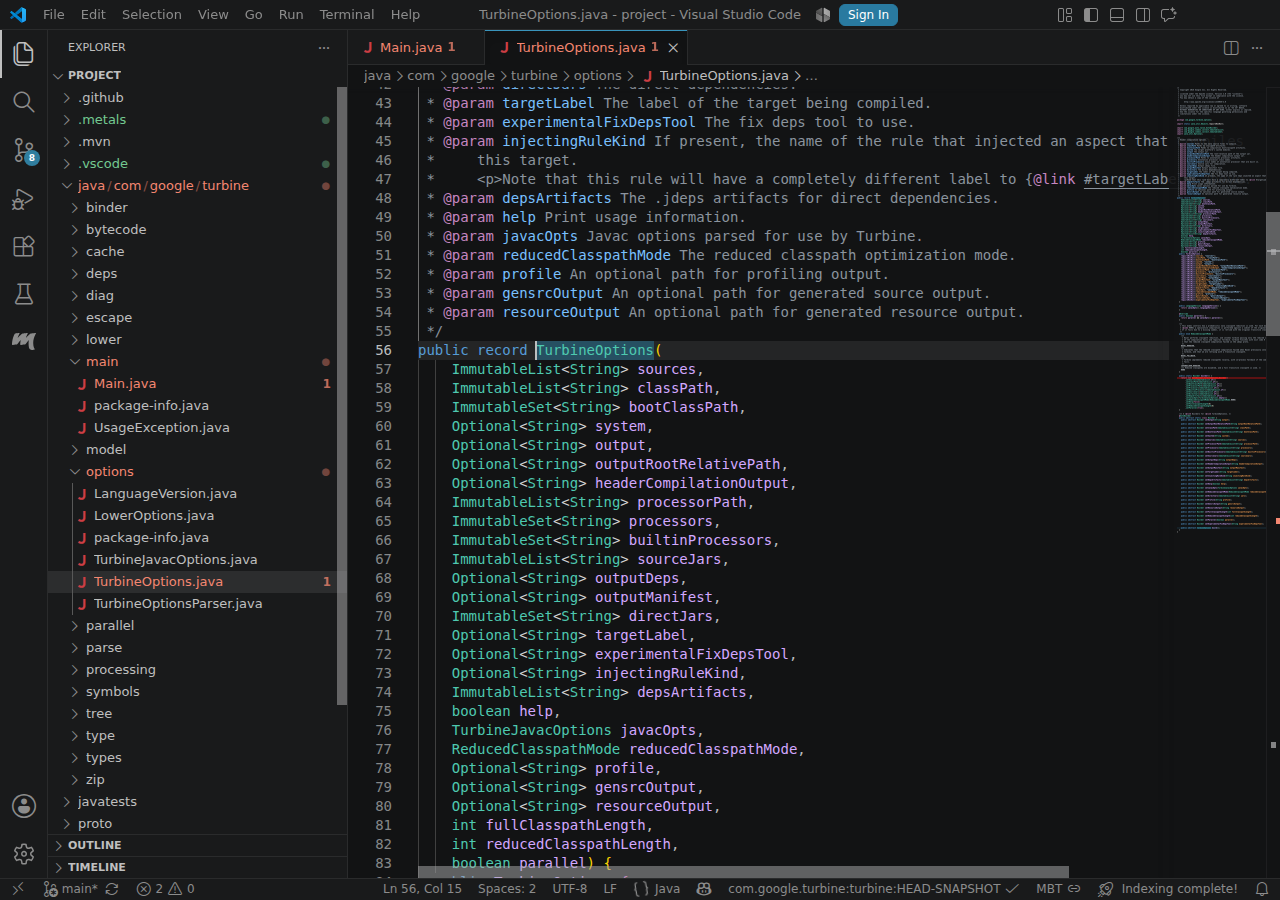 File Edit Selection View Go Run Terminal Help TurbineOptions.java - project - Visual Studio Code Sign In
EXPLORER
PROJECT
.github
.metals
.mvn
.vscode
java/com/google/turbine
binder
bytecode
cache
deps
diag
escape
lower
main
Main.java 1
package-info.java
UsageException.java
model
options
LanguageVersion.java
LowerOptions.java
package-info.java
TurbineJavacOptions.java
TurbineOptions.java 1
TurbineOptionsParser.java
parallel
parse
processing
symbols
tree
type
types
zip
javatests
proto
OUTLINE
TIMELINE
8
Main.java 1 TurbineOptions.java 1
java > com > google > turbine > options > TurbineOptions.java > ...
42 * @param directJars The direct dependencies.
43 * @param targetLabel The label of the target being compiled.
44 * @param experimentalFixDepsTool The fix deps tool to use.
45 * @param injectingRuleKind If present, the name of the rule that injected an aspect that
46 *     this target.
47 *     <p>Note that this rule will have a completely different label to {@link #targetLab
48 * @param depsArtifacts The .jdeps artifacts for direct dependencies.
49 * @param help Print usage information.
50 * @param javacOpts Javac options parsed for use by Turbine.
51 * @param reducedClasspathMode The reduced classpath optimization mode.
52 * @param profile An optional path for profiling output.
53 * @param gensrcOutput An optional path for generated source output.
54 * @param resourceOutput An optional path for generated resource output.
55 */
56 public record TurbineOptions(
57 ImmutableList<String> sources,
58 ImmutableList<String> classPath,
59 ImmutableSet<String> bootClassPath,
60 Optional<String> system,
61 Optional<String> output,
62 Optional<String> outputRootRelativePath,
63 Optional<String> headerCompilationOutput,
64 ImmutableList<String> processorPath,
65 ImmutableSet<String> processors,
66 ImmutableSet<String> builtinProcessors,
67 ImmutableList<String> sourceJars,
68 Optional<String> outputDeps,
69 Optional<String> outputManifest,
70 ImmutableSet<String> directJars,
71 Optional<String> targetLabel,
72 Optional<String> experimentalFixDepsTool,
73 Optional<String> injectingRuleKind,
74 ImmutableList<String> depsArtifacts,
75 boolean help,
76 TurbineJavacOptions javacOpts,
77 ReducedClasspathMode reducedClasspathMode,
78 Optional<String> profile,
79 Optional<String> gensrcOutput,
80 Optional<String> resourceOutput,
81 int fullClasspathLength,
82 int reducedClasspathLength,
83 boolean parallel) {
main* 2 0 Ln 56, Col 15 Spaces: 2 UTF-8 LF { } Java com.google.turbine:turbine:HEAD-SNAPSHOT MBT Indexing complete!